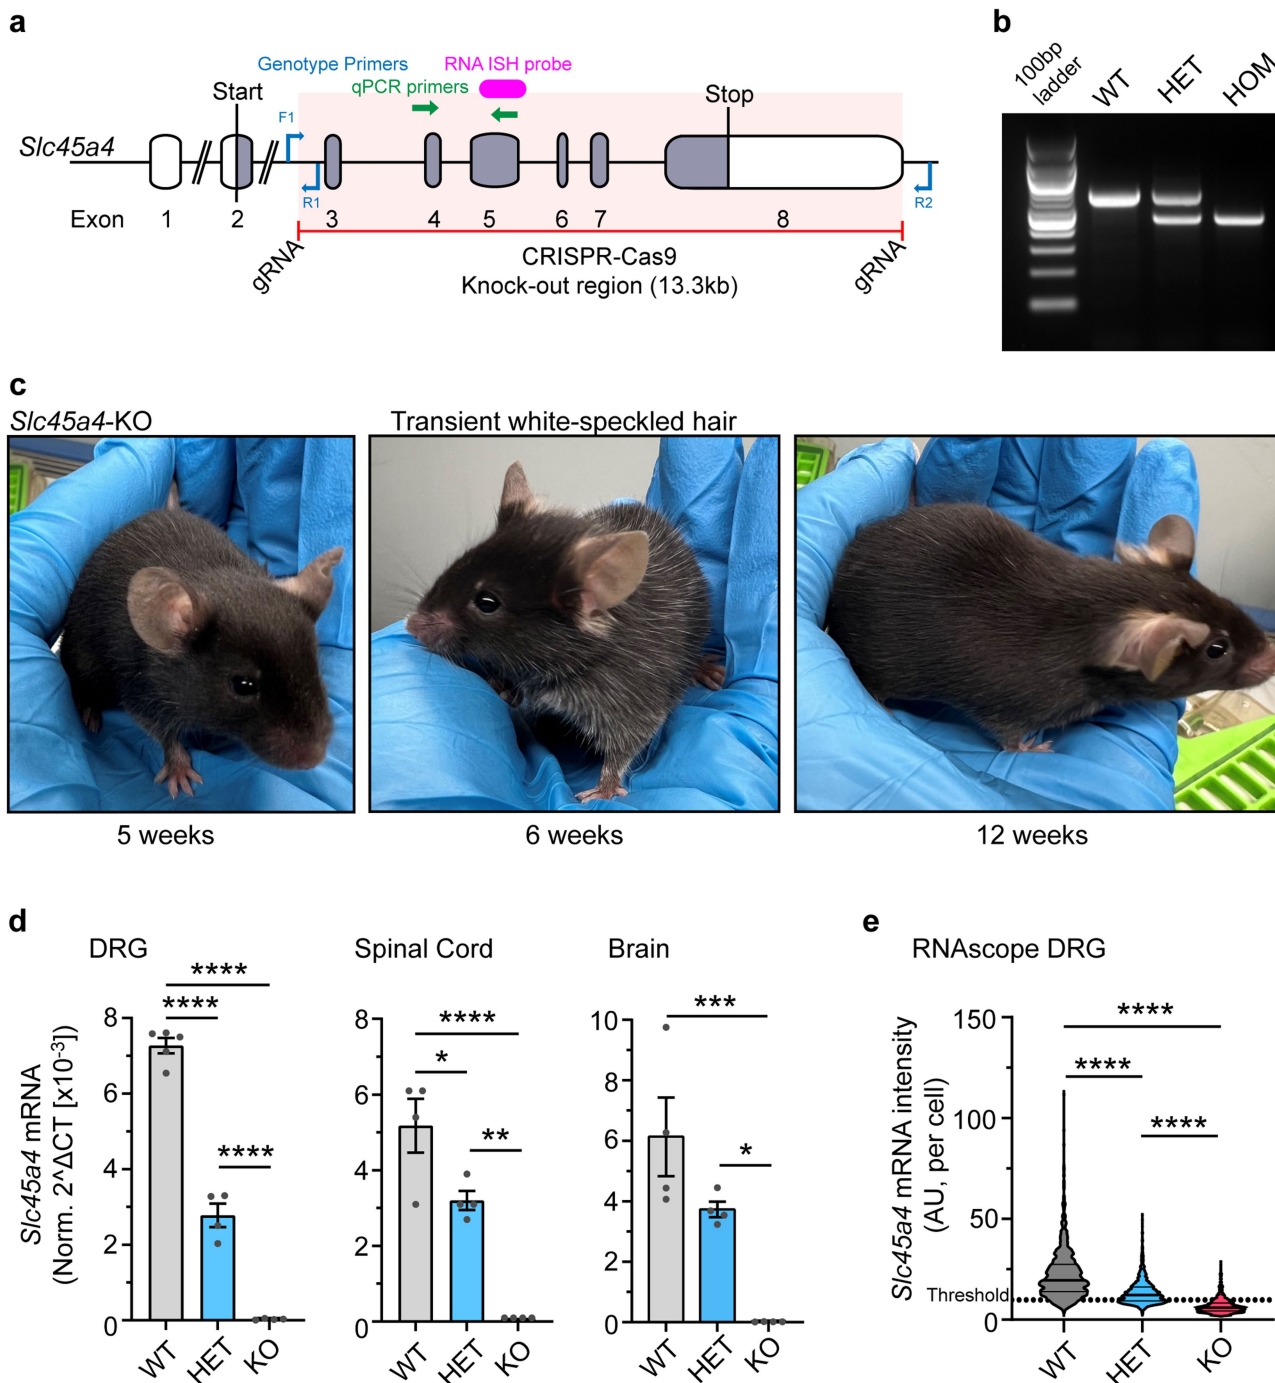 a
Genotype Primers
RNA ISH probe
qPCR primers
Start
Stop
F1
Slc45a4
R1
R2
Exon
1
2
3
4
5
6
7
8
gRNA
gRNA
CRISPR-Cas9
Knock-out region (13.3kb)
b
100bp
ladder
WT
HET
HOM
c
Slc45a4-KO
Transient white-speckled hair
5 weeks
6 weeks
12 weeks
d
DRG
****
****
****
Slc45a4 mRNA
(Norm. 2^ΔCT [x10-3])
8
6
4
2
0
WT
HET
KO
Spinal Cord
****
*
**
8
6
4
2
0
WT
HET
KO
Brain
***
*
10
8
6
4
2
0
WT
HET
KO
e
RNAscope DRG
****
****
****
Slc45a4 mRNA intensity
(AU, per cell)
150
100
50
Threshold
0
WT
HET
KO